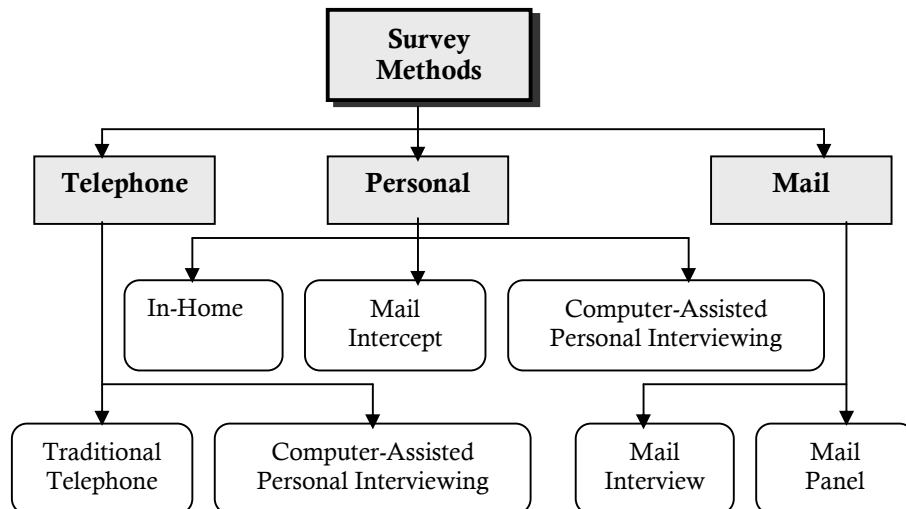 Survey
Methods
Telephone
Personal
Mail
In-Home
Mail
Intercept
Computer-Assisted
Personal Interviewing
Traditional
Telephone
Computer-Assisted
Personal Interviewing
Mail
Interview
Mail
Panel